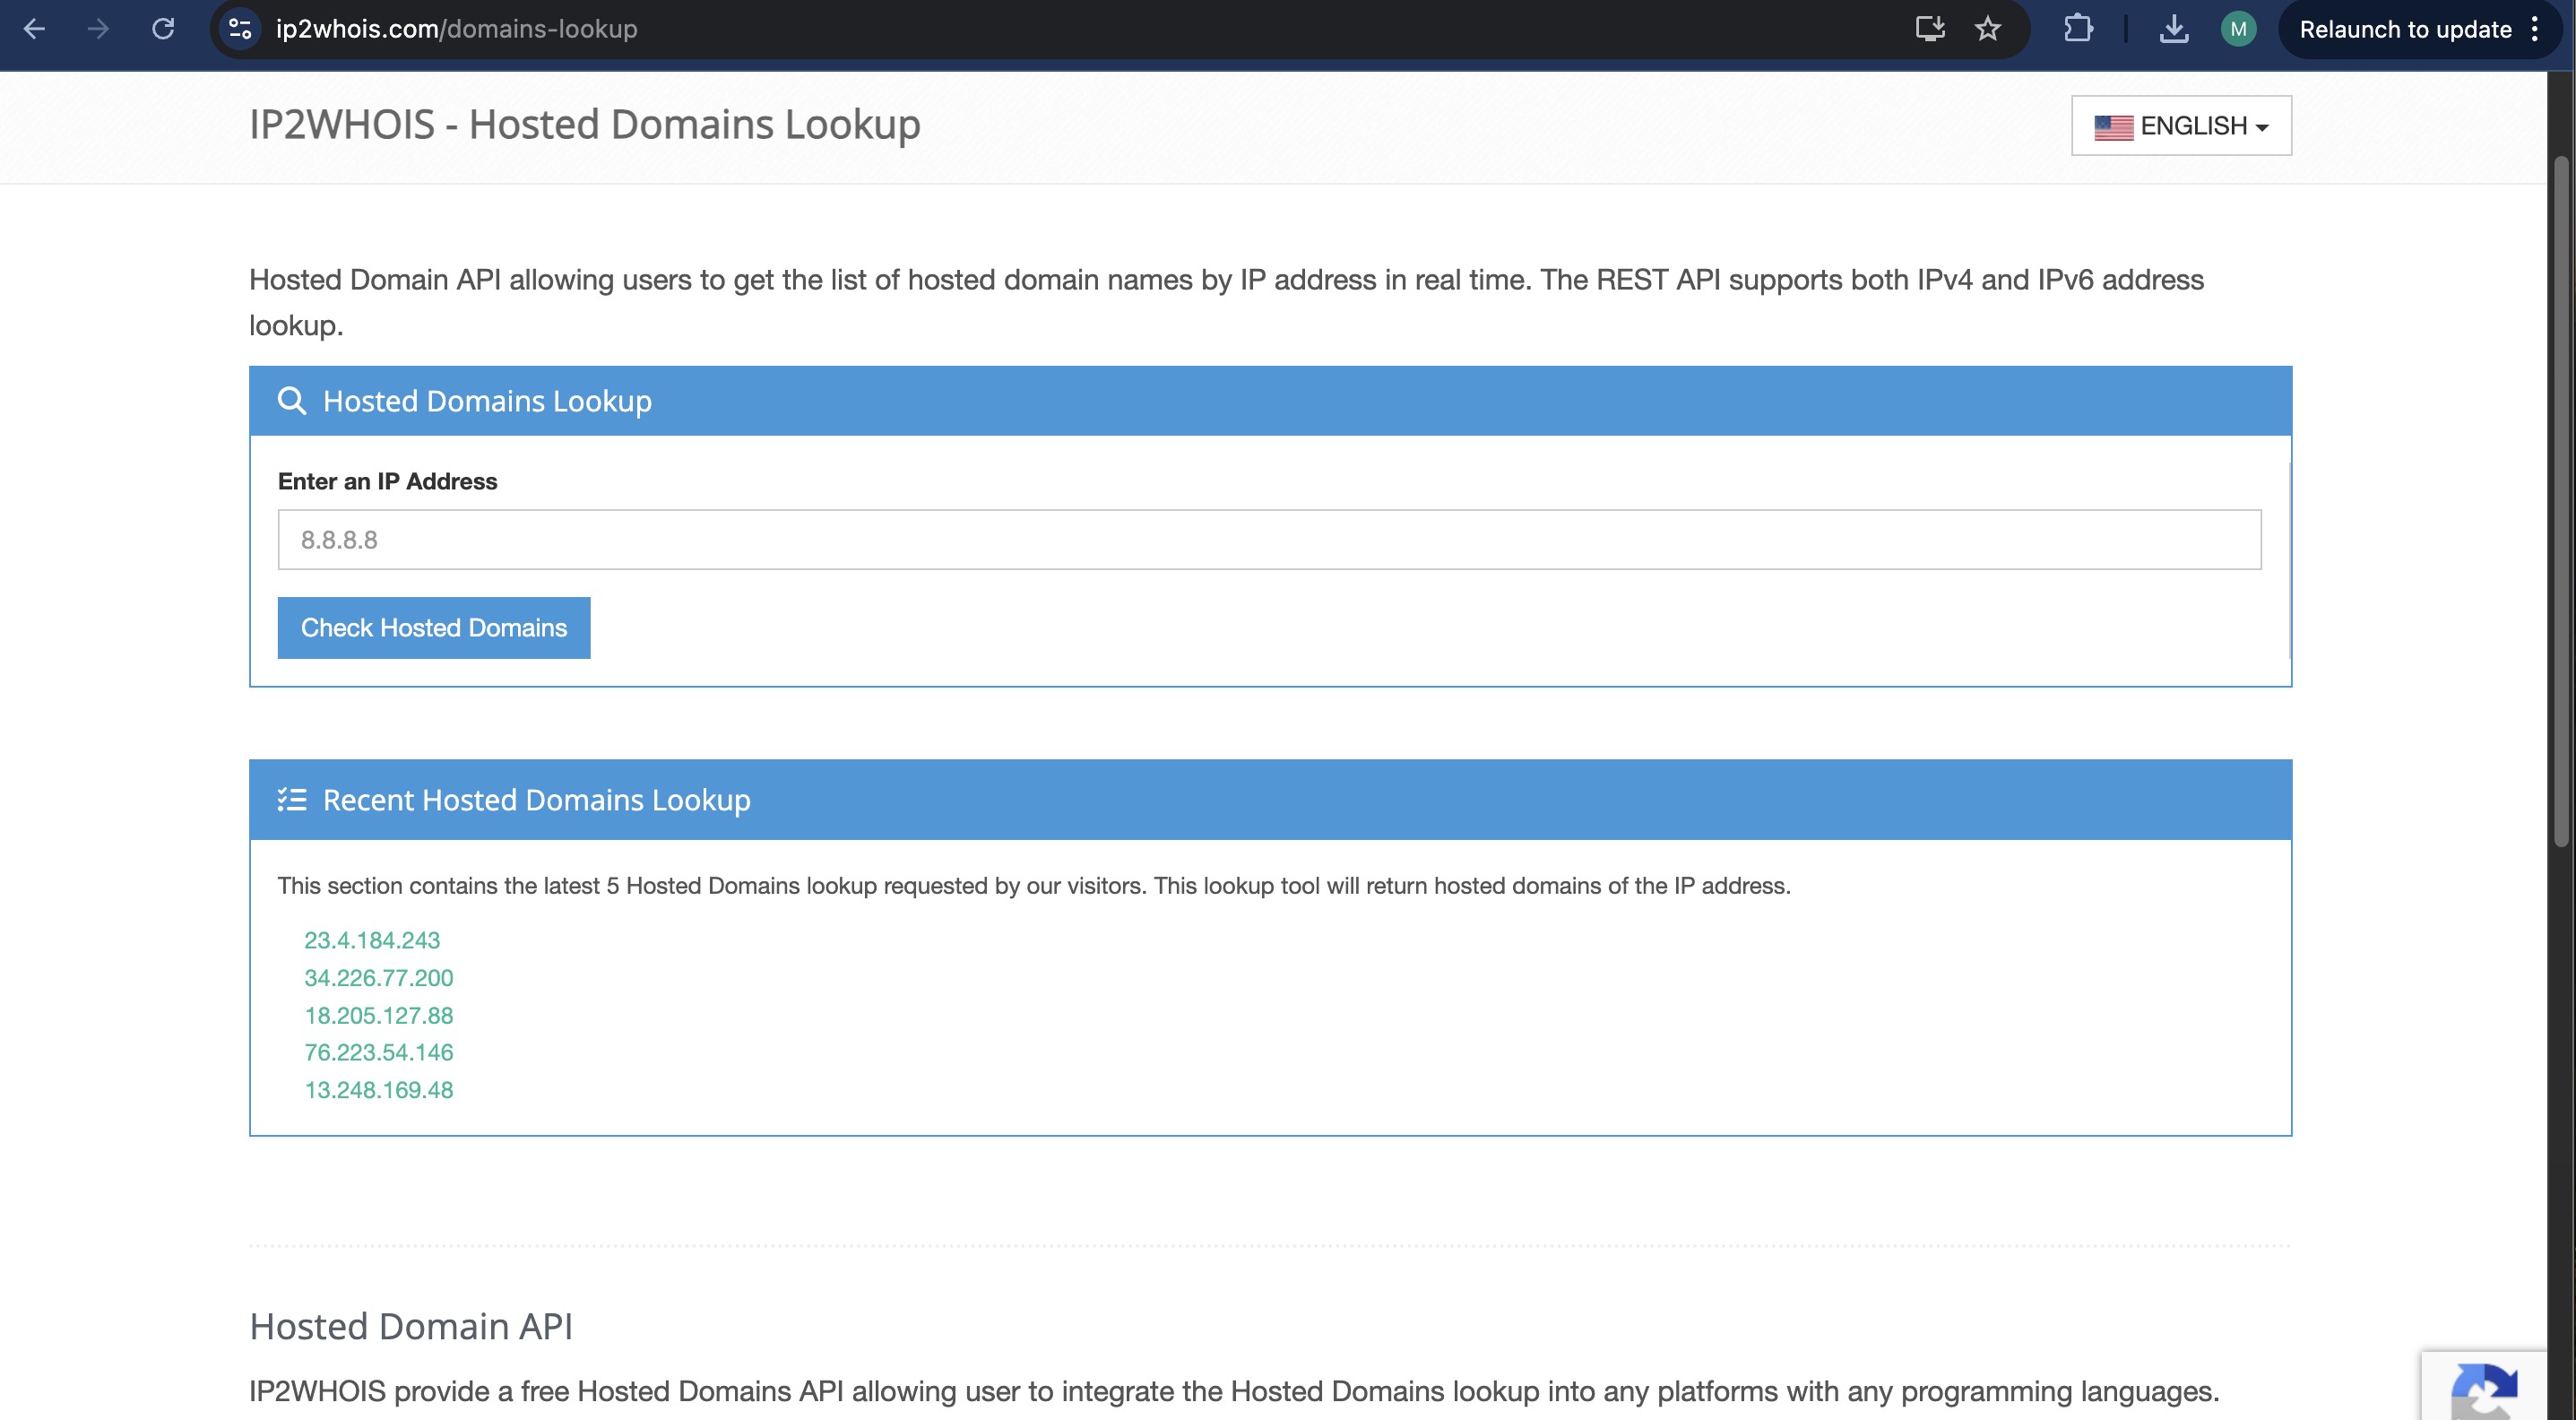 ip2whois.com/domains-lookup
M
Relaunch to update
IP2WHOIS - Hosted Domains Lookup
ENGLISH
Hosted Domain API allowing users to get the list of hosted domain names by IP address in real time. The REST API supports both IPv4 and IPv6 address
lookup.
Hosted Domains Lookup
Enter an IP Address
8.8.8.8
Check Hosted Domains
Recent Hosted Domains Lookup
This section contains the latest 5 Hosted Domains lookup requested by our visitors. This lookup tool will return hosted domains of the IP address.
23.4.184.243
34.226.77.200
18.205.127.88
76.223.54.146
13.248.169.48
Hosted Domain API
IP2WHOIS provide a free Hosted Domains API allowing user to integrate the Hosted Domains lookup into any platforms with any programming languages.